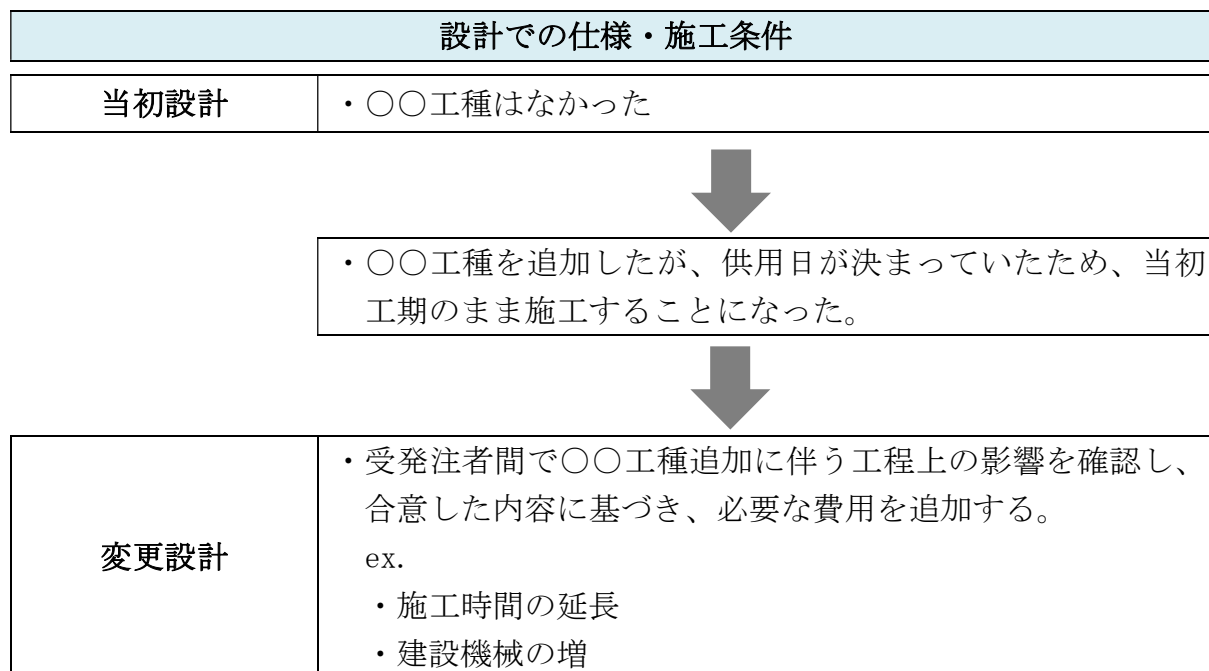 設計での仕様・施工条件
当初設計
・〇〇工種はなかった
・〇〇工種を追加したが、供用日が決まっていたため、当初
工期のまま施工することになった。
変更設計
・受発注者間で〇〇工種追加に伴う工程上の影響を確認し、
合意した内容に基づき、必要な費用を追加する。
ex.
・施工時間の延長
・建設機械の増